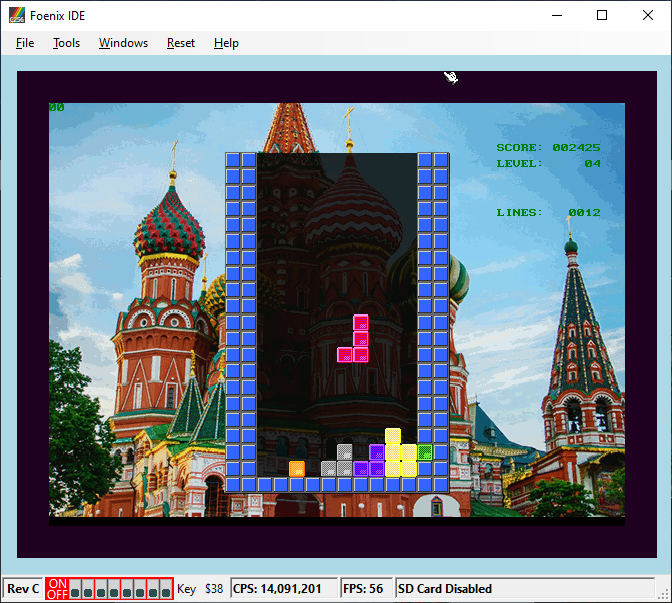 Foenix IDE
File Tools Windows Reset Help
00
SCORE: 002425
LEVEL: 04
LINES: 0012
Rev C ON OFF Key $38 CPS: 14,091,201 FPS: 56 SD Card Disabled